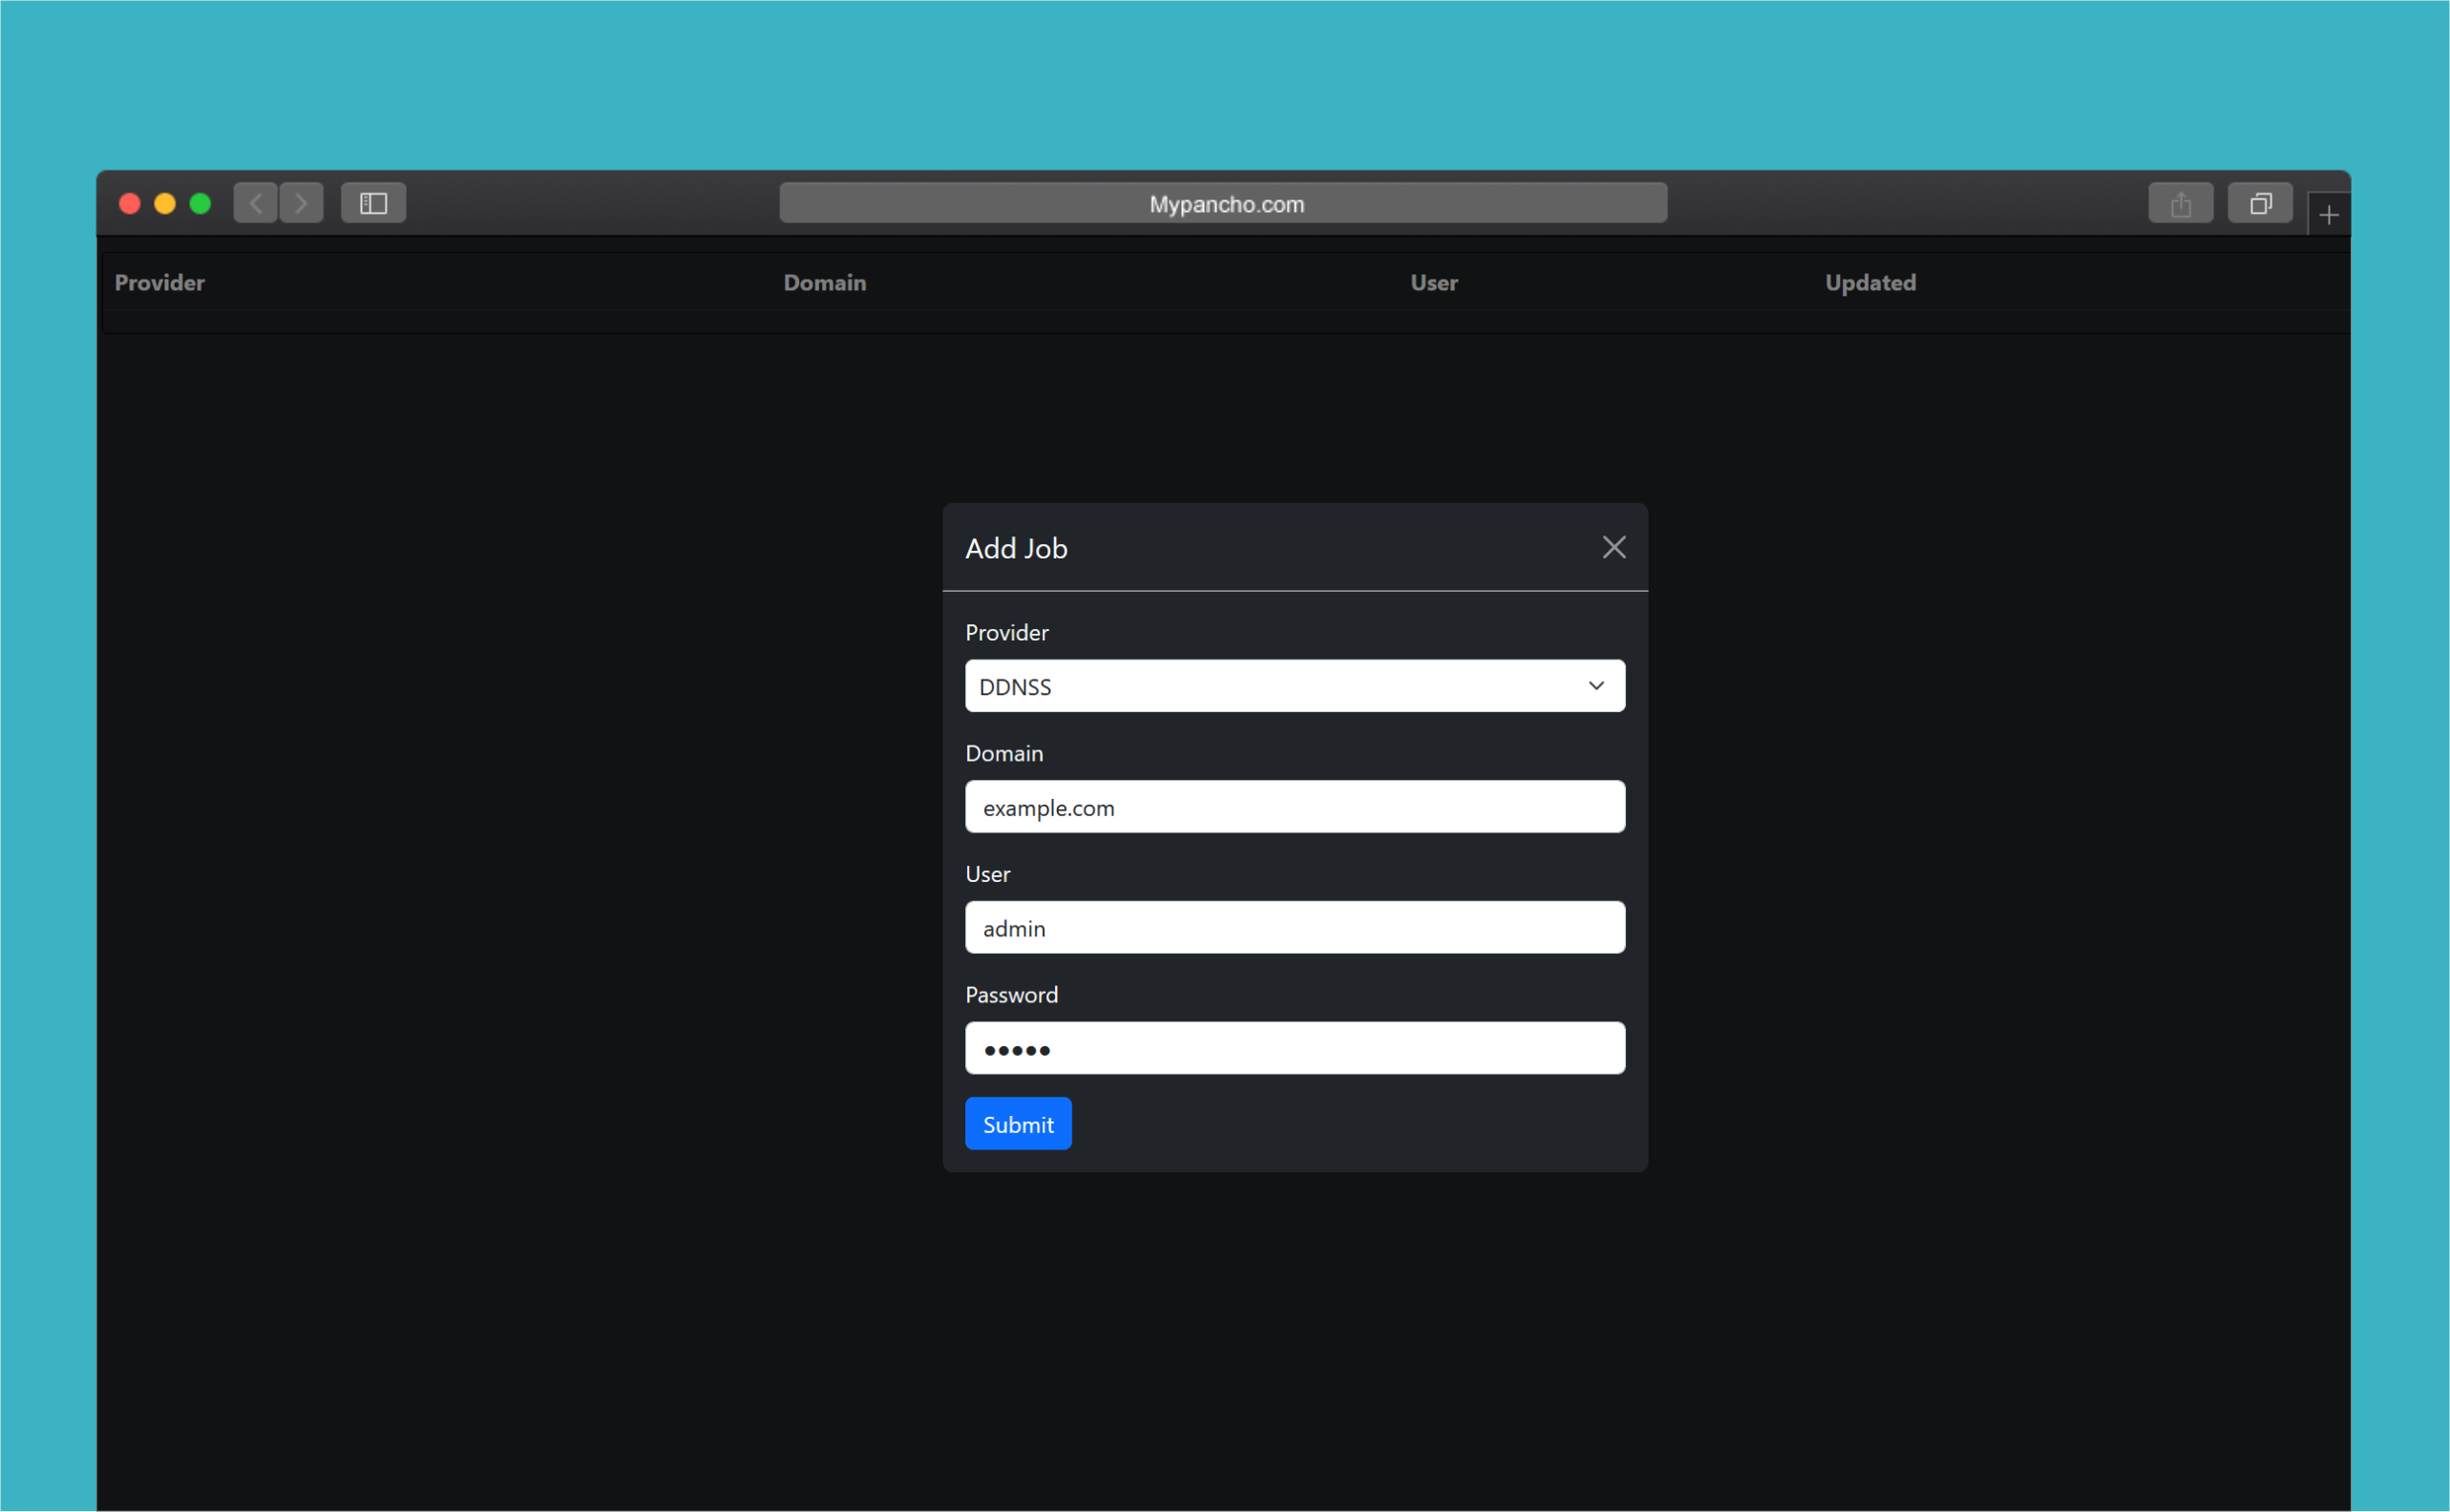 Mypancho.com
Provider Domain User Updated
Add Job
Provider
DDNSS
Domain
example.com
User
admin
Password
•••••
Submit